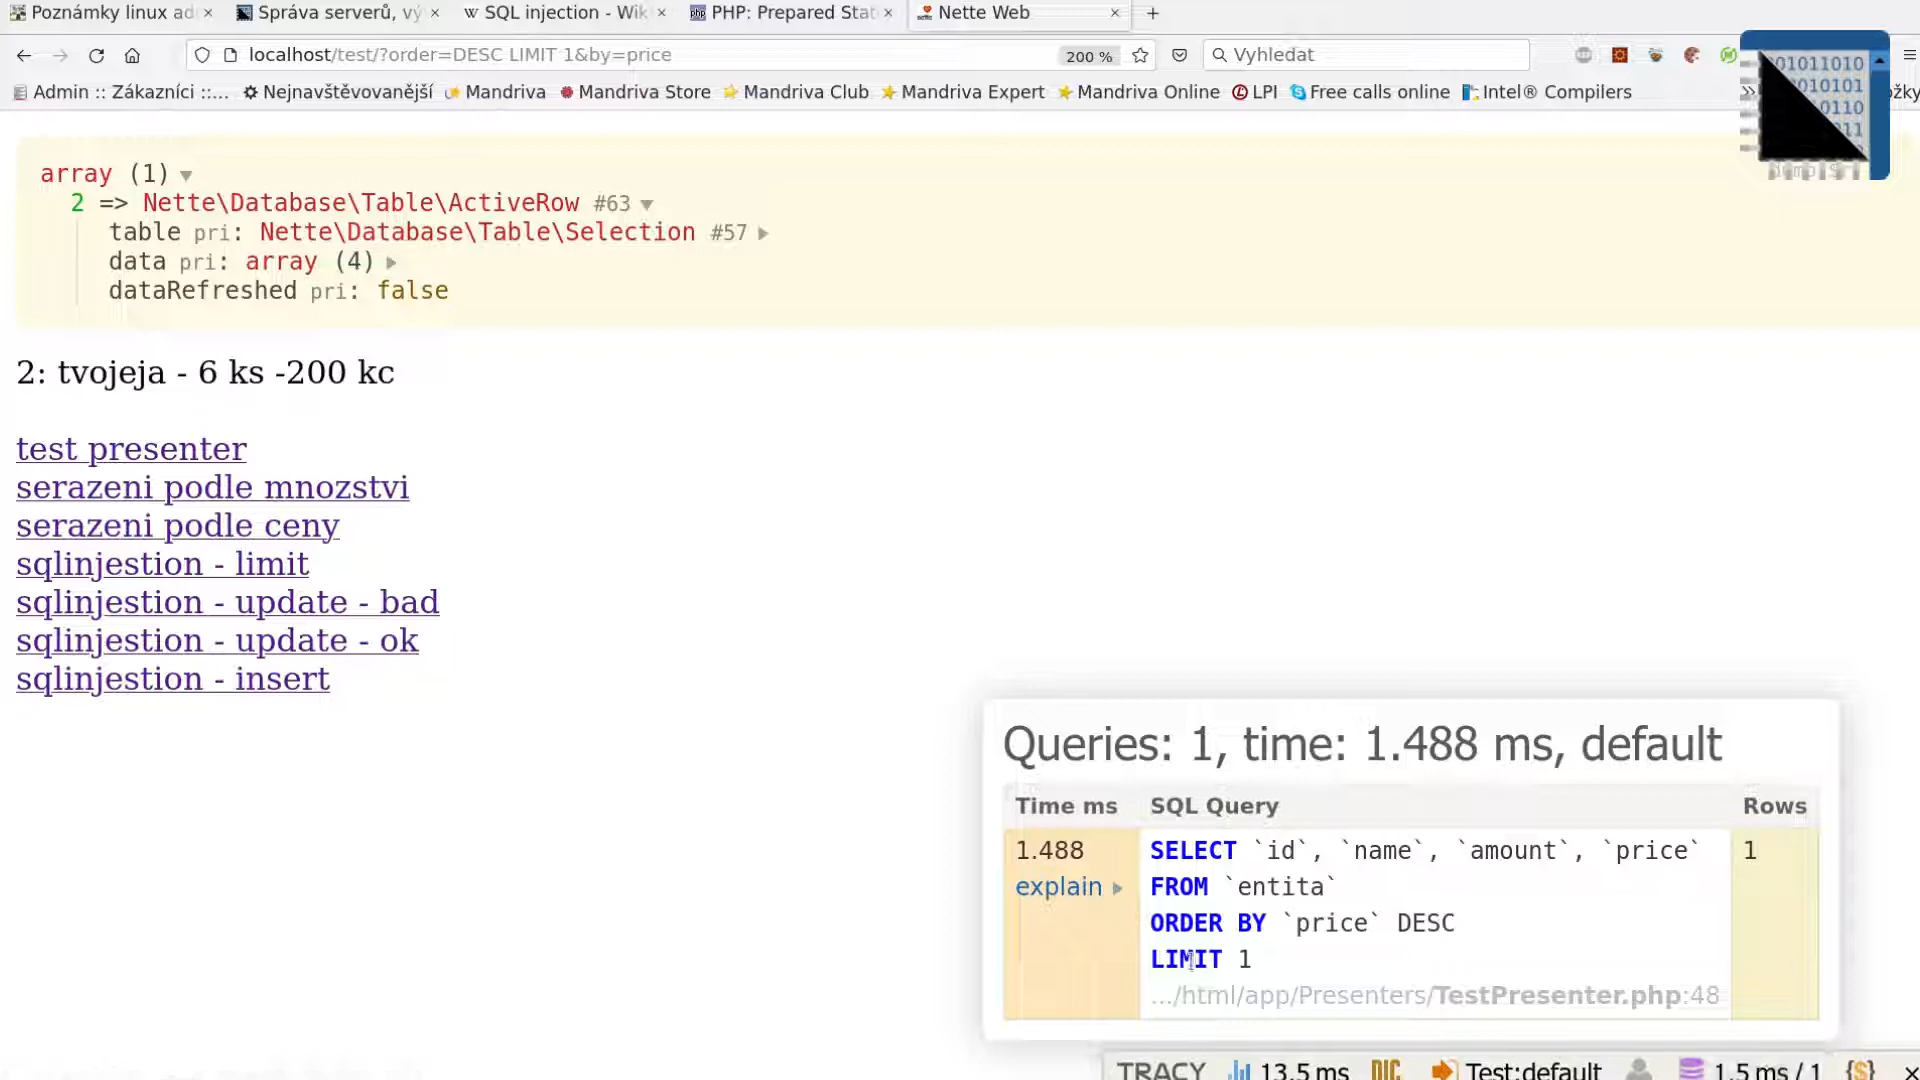 Poznámky linux ad
Správa serverů, vý
SQL injection - Wik
PHP: Prepared Stat
Nette Web
localhost/test/?order=DESC LIMIT 1&by=price
200 %
Vyhledat
Admin :: Zákazníci ::...
Nejnavštěvovanější
Mandriva
Mandriva Store
Mandriva Club
Mandriva Expert
Mandriva Online
LPI
Free calls online
Intel® Compilers
array (1)
2 => Nette\Database\Table\ActiveRow #63
table pri: Nette\Database\Table\Selection #57
data pri: array (4)
dataRefreshed pri: false
2: tvojeja - 6 ks -200 kc
test presenter
serazeni podle mnozstvi
serazeni podle ceny
sqlinjestion - limit
sqlinjestion - update - bad
sqlinjestion - update - ok
sqlinjestion - insert
Queries: 1, time: 1.488 ms, default
Time ms SQL Query Rows
1.488 SELECT `id`, `name`, `amount`, `price` 1
explain FROM `entita`
ORDER BY `price` DESC
LIMIT 1
.../html/app/Presenters/TestPresenter.php:48
TRACY 13.5 ms DIC Test:default 1.5 ms / 1